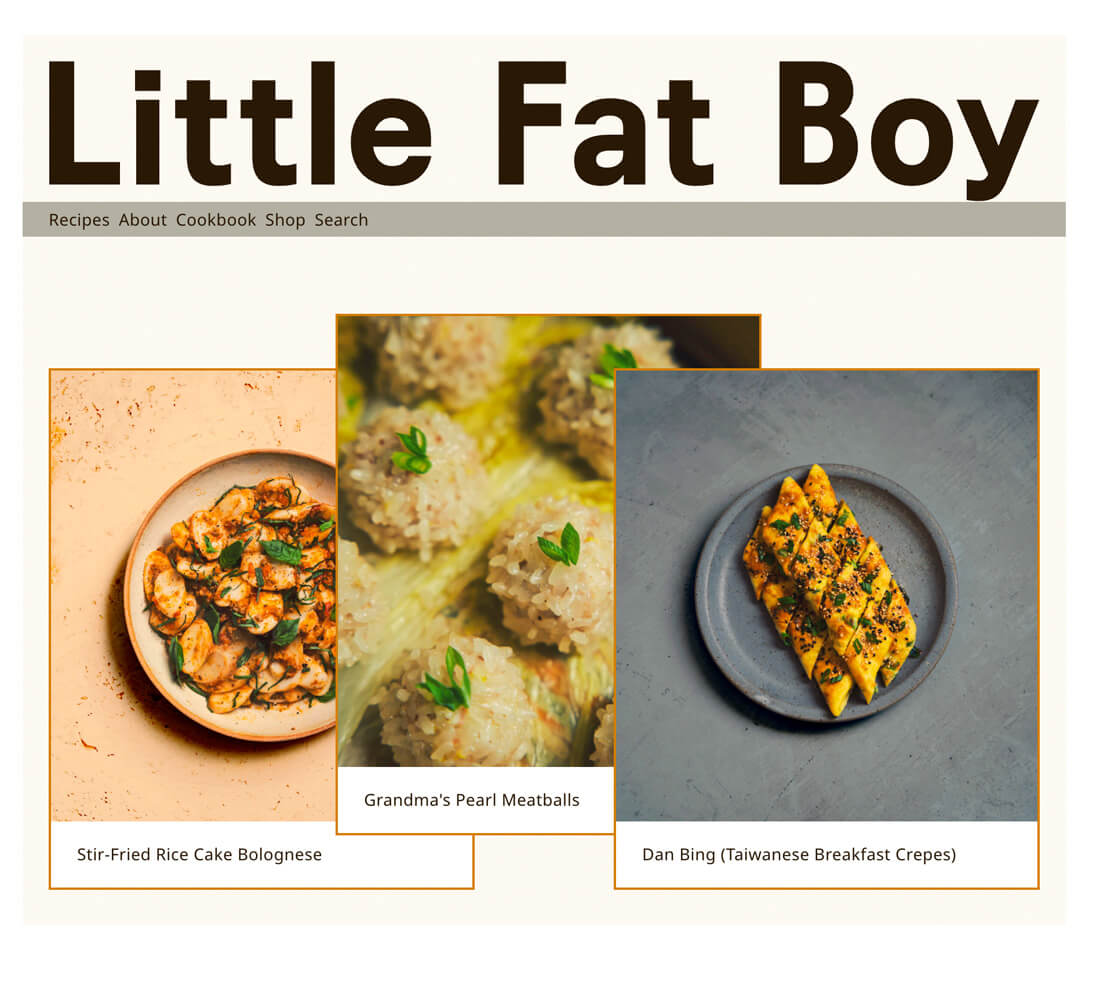 Little Fat Boy
Recipes About Cookbook Shop Search
Grandma's Pearl Meatballs
Stir-Fried Rice Cake Bolognese
Dan Bing (Taiwanese Breakfast Crepes)